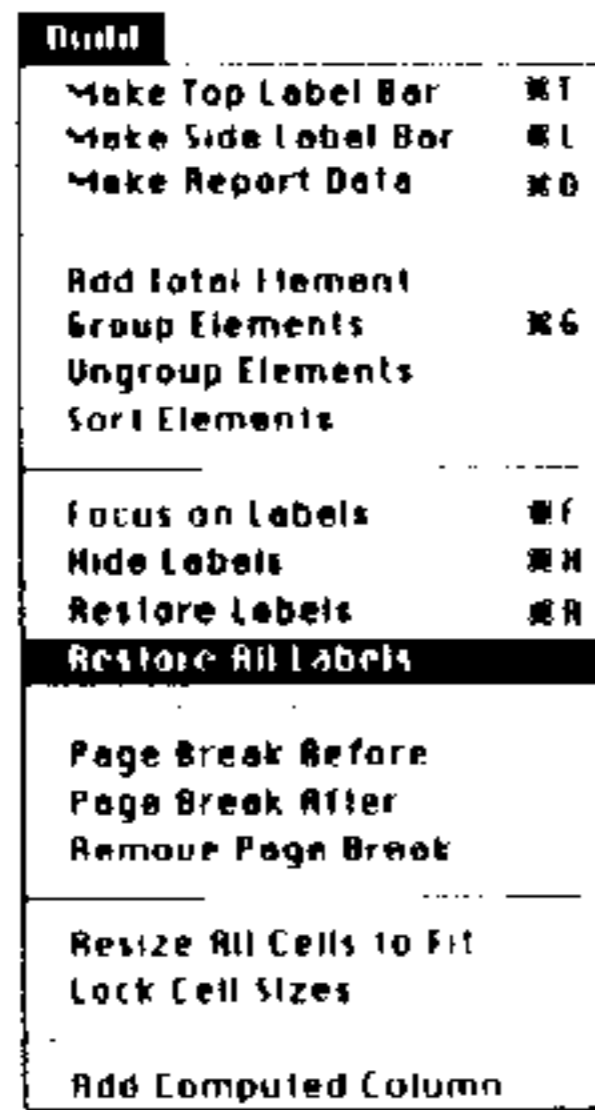 Build
Make Top Label Bar ⌘T
Make Side Label Bar ⌘L
Make Report Data ⌘D
Add Total Element
Group Elements ⌘G
Ungroup Elements
Sort Elements
Focus on Labels ⌘F
Hide Labels ⌘H
Restore Labels ⌘R
Restore All Labels
Page Break Before
Page Break After
Remove Page Break
Resize All Cells to Fit
Lock Cell Sizes
Add Computed Column